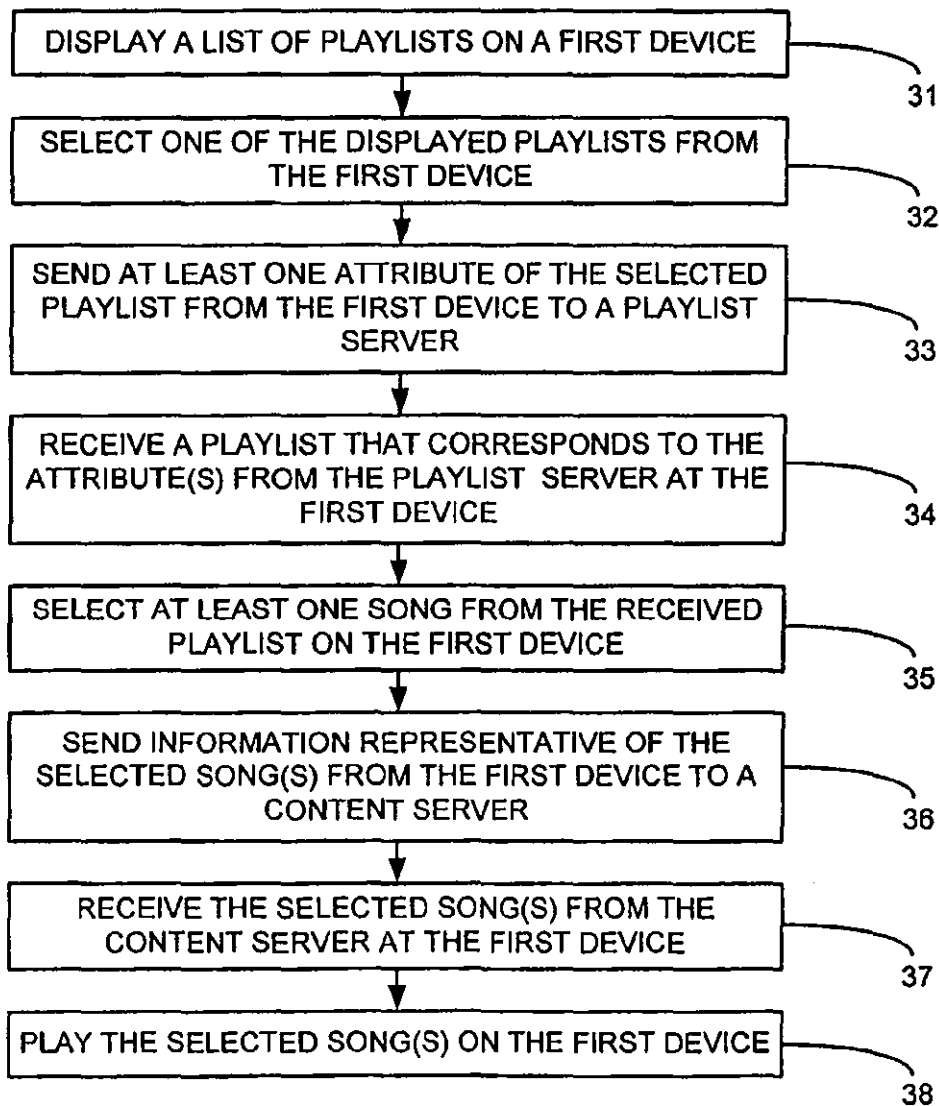 DISPLAY A LIST OF PLAYLISTS ON A FIRST DEVICE
31
SELECT ONE OF THE DISPLAYED PLAYLISTS FROM
THE FIRST DEVICE
32
SEND AT LEAST ONE ATTRIBUTE OF THE SELECTED
PLAYLIST FROM THE FIRST DEVICE TO A PLAYLIST
SERVER
33
RECEIVE A PLAYLIST THAT CORRESPONDS TO THE
ATTRIBUTE(S) FROM THE PLAYLIST SERVER AT THE
FIRST DEVICE
34
SELECT AT LEAST ONE SONG FROM THE RECEIVED
PLAYLIST ON THE FIRST DEVICE
35
SEND INFORMATION REPRESENTATIVE OF THE
SELECTED SONG(S) FROM THE FIRST DEVICE TO A
CONTENT SERVER
36
RECEIVE THE SELECTED SONG(S) FROM THE
CONTENT SERVER AT THE FIRST DEVICE
37
PLAY THE SELECTED SONG(S) ON THE FIRST DEVICE
38